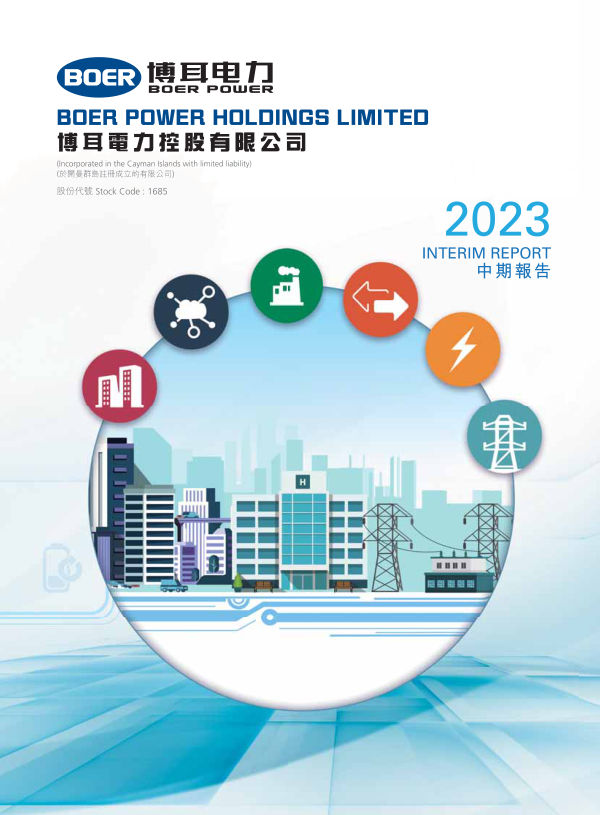 BOER 博耳电力
BOER POWER
BOER POWER HOLDINGS LIMITED
博耳電力控股有限公司
(Incorporated in the Cayman Islands with limited liability)
(於開曼群島註冊成立的有限公司)
股份代號 Stock Code : 1685
2023
INTERIM REPORT
中期報告
H